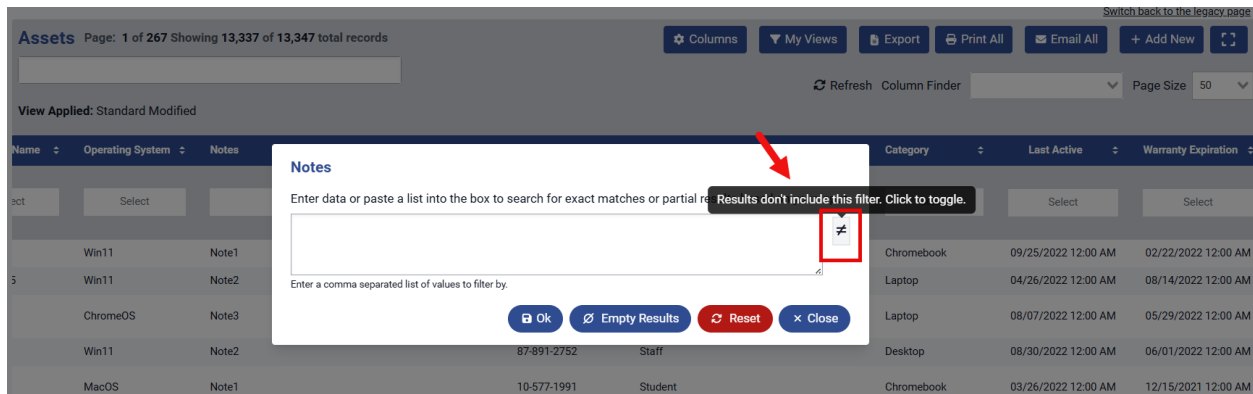 Switch back to the legacy page
Assets Page: 1 of 267 Showing 13,337 of 13,347 total records
Columns My Views Export Print All Email All + Add New
Refresh Column Finder Page Size 50
View Applied: Standard Modified
Name Operating System Notes Category Last Active Warranty Expiration
Select Select Select
Notes
Enter data or paste a list into the box to search for exact matches or partial
Results don't include this filter. Click to toggle.
≠
Enter a comma separated list of values to filter by.
Ok Empty Results Reset × Close
Win11 Note1 Chromebook 09/25/2022 12:00 AM 02/22/2022 12:00 AM
5 Win11 Note2 Laptop 04/26/2022 12:00 AM 08/14/2022 12:00 AM
ChromeOS Note3 Laptop 08/07/2022 12:00 AM 05/29/2022 12:00 AM
Win11 Note2 87-891-2752 Staff Desktop 08/30/2022 12:00 AM 06/01/2022 12:00 AM
MacOS Note1 10-577-1991 Student Chromebook 03/26/2022 12:00 AM 12/15/2021 12:00 AM